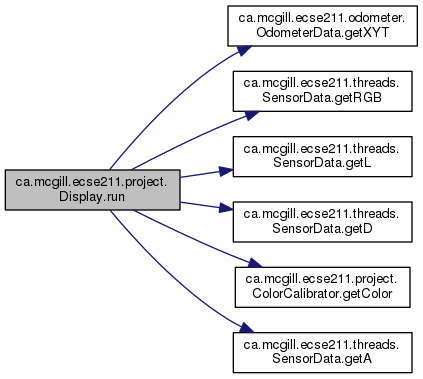 ca.mcgill.ecse211.project.
Display.run
ca.mcgill.ecse211.odometer.
OdometerData.getXYT
ca.mcgill.ecse211.threads.
SensorData.getRGB
ca.mcgill.ecse211.threads.
SensorData.getL
ca.mcgill.ecse211.threads.
SensorData.getD
ca.mcgill.ecse211.project.
ColorCalibrator.getColor
ca.mcgill.ecse211.threads.
SensorData.getA